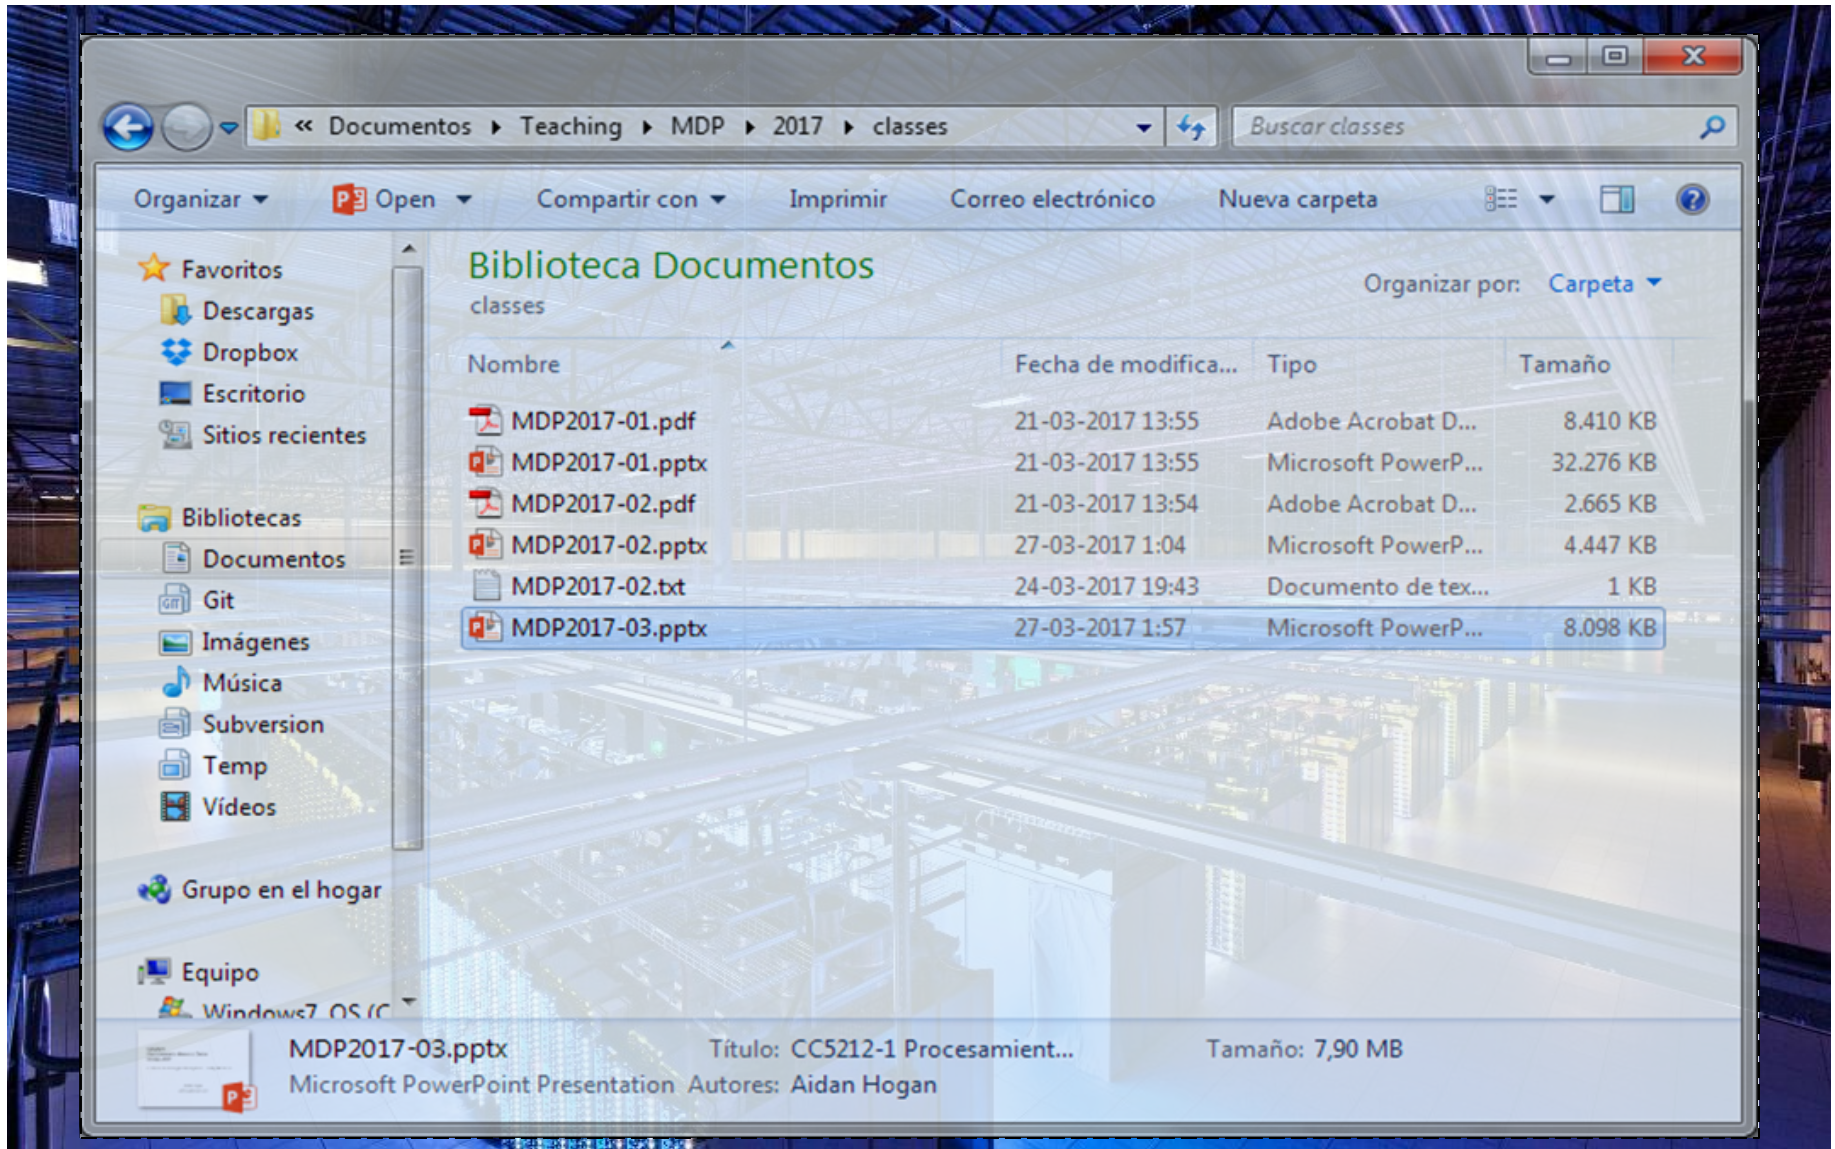 « Documentos Teaching MDP 2017 classes Buscar classes
Organizar Open Compartir con Imprimir Correo electrónico Nueva carpeta
Favoritos
Descargas
Dropbox
Escritorio
Sitios recientes
Bibliotecas
Documentos
Git
Imágenes
Música
Subversion
Temp
Vídeos
Grupo en el hogar
Equipo
Windows7_OS (C
Biblioteca Documentos
classes
Organizar por: Carpeta
Nombre Fecha de modifica... Tipo Tamaño
MDP2017-01.pdf 21-03-2017 13:55 Adobe Acrobat D... 8.410 KB
MDP2017-01.pptx 21-03-2017 13:55 Microsoft PowerP... 32.276 KB
MDP2017-02.pdf 21-03-2017 13:54 Adobe Acrobat D... 2.665 KB
MDP2017-02.pptx 27-03-2017 1:04 Microsoft PowerP... 4.447 KB
MDP2017-02.txt 24-03-2017 19:43 Documento de tex... 1 KB
MDP2017-03.pptx 27-03-2017 1:57 Microsoft PowerP... 8.098 KB
MDP2017-03.pptx Título: CC5212-1 Procesamient... Tamaño: 7,90 MB
Microsoft PowerPoint Presentation Autores: Aidan Hogan